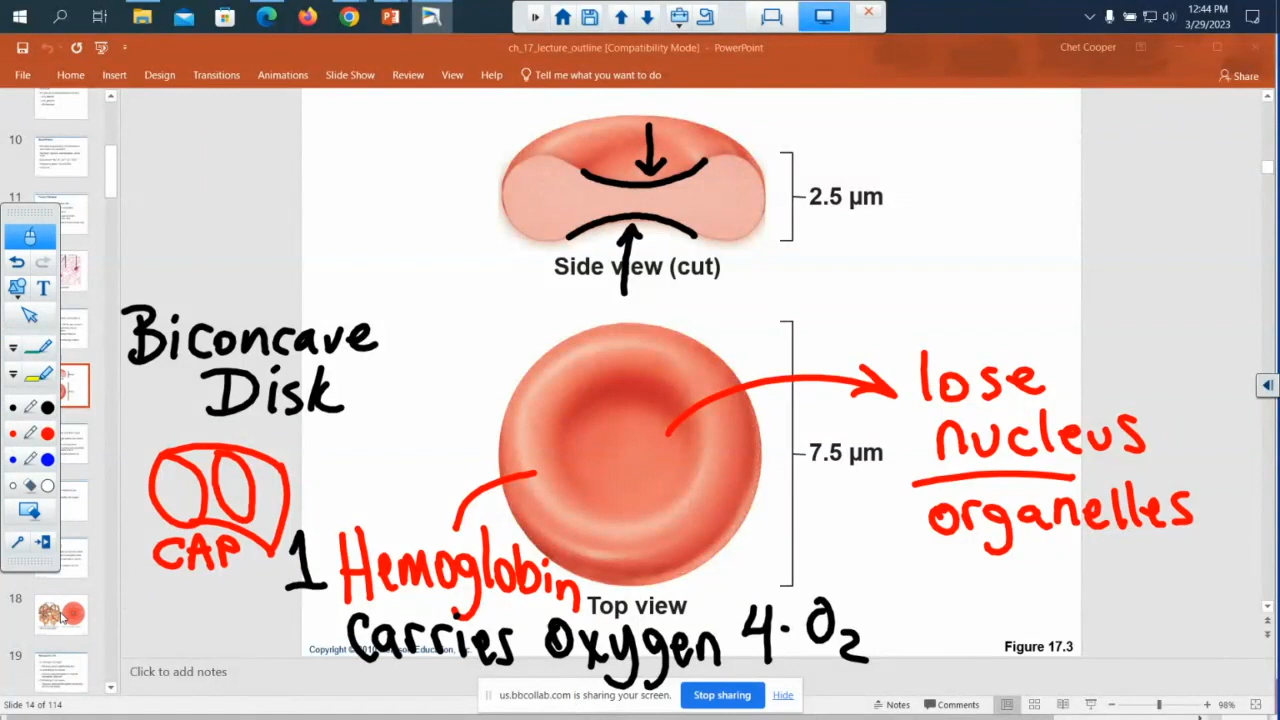 12:44 PM
3/29/2023
ch_17_lecture_outline [Compatibility Mode] - PowerPoint
Chet Cooper
File Home Insert Design Transitions Animations Slide Show Review View Help Tell me what you want to do
Share
10
11
18
19
2.5 µm
Side view (cut)
Biconcave
Disk
lose
nucleus
organelles
7.5 µm
CAP
1 Hemoglobin
Top view
Carries Oxygen 4· O2
Figure 17.3
Click to add notes
us.bbcollab.com is sharing your screen. Stop sharing Hide
Slide 14 of 114
Notes Comments
98%